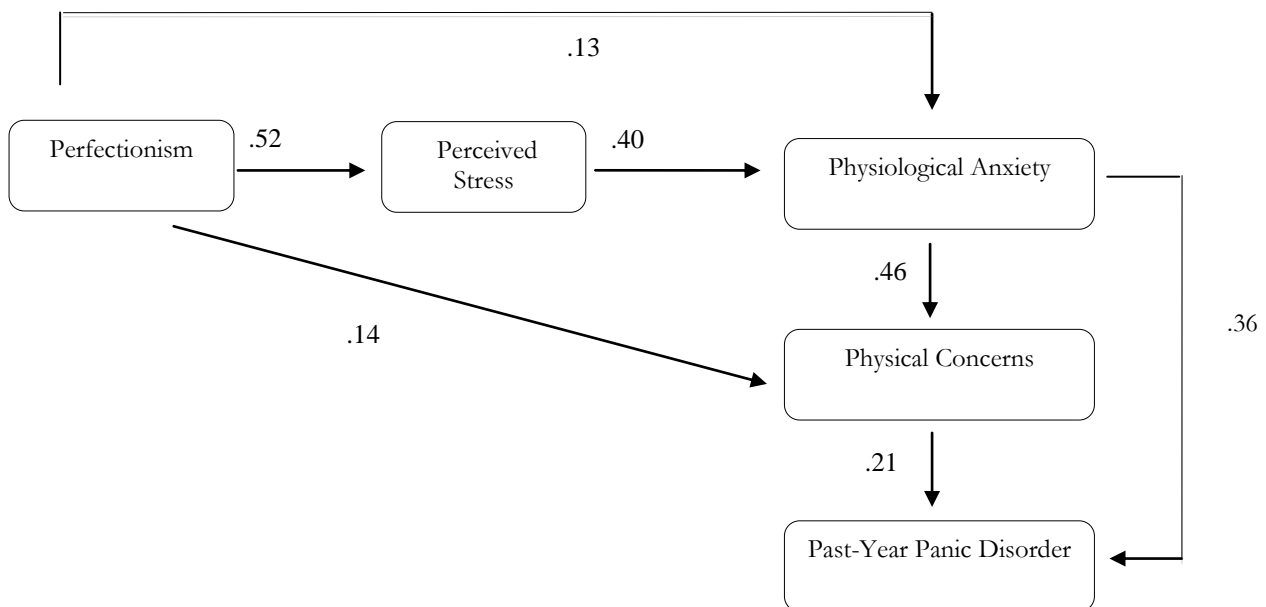 .13
Perfectionism
.52
Perceived
Stress
.40
Physiological Anxiety
.46
.14
.36
Physical Concerns
.21
Past-Year Panic Disorder